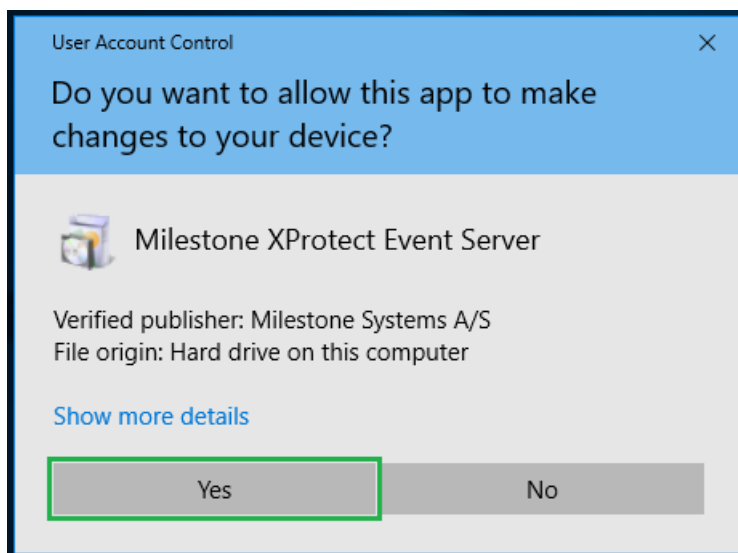 User Account Control
Do you want to allow this app to make
changes to your device?
Milestone XProtect Event Server
Verified publisher: Milestone Systems A/S
File origin: Hard drive on this computer
Show more details
Yes No